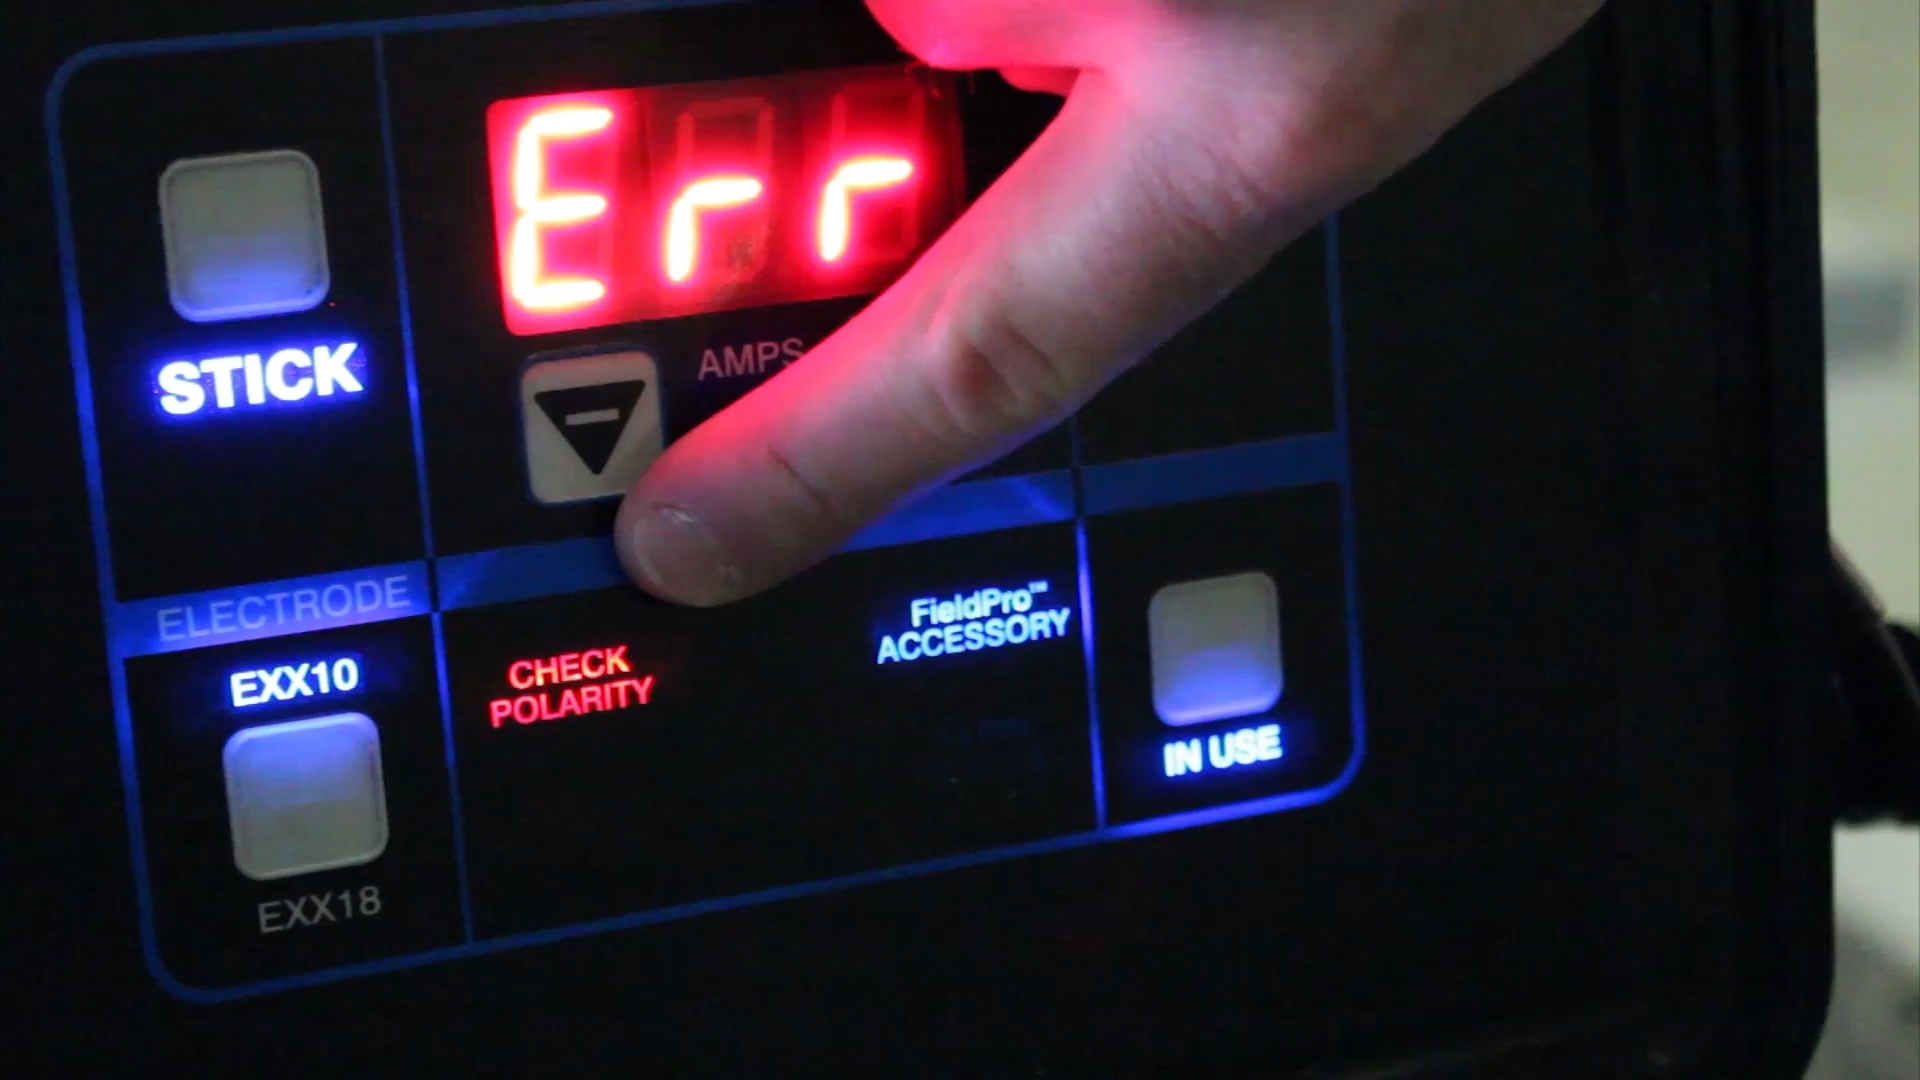 Err
STICK
AMPS
ELECTRODE
EXX10
EXX18
CHECK
POLARITY
FieldPro™
ACCESSORY
IN USE